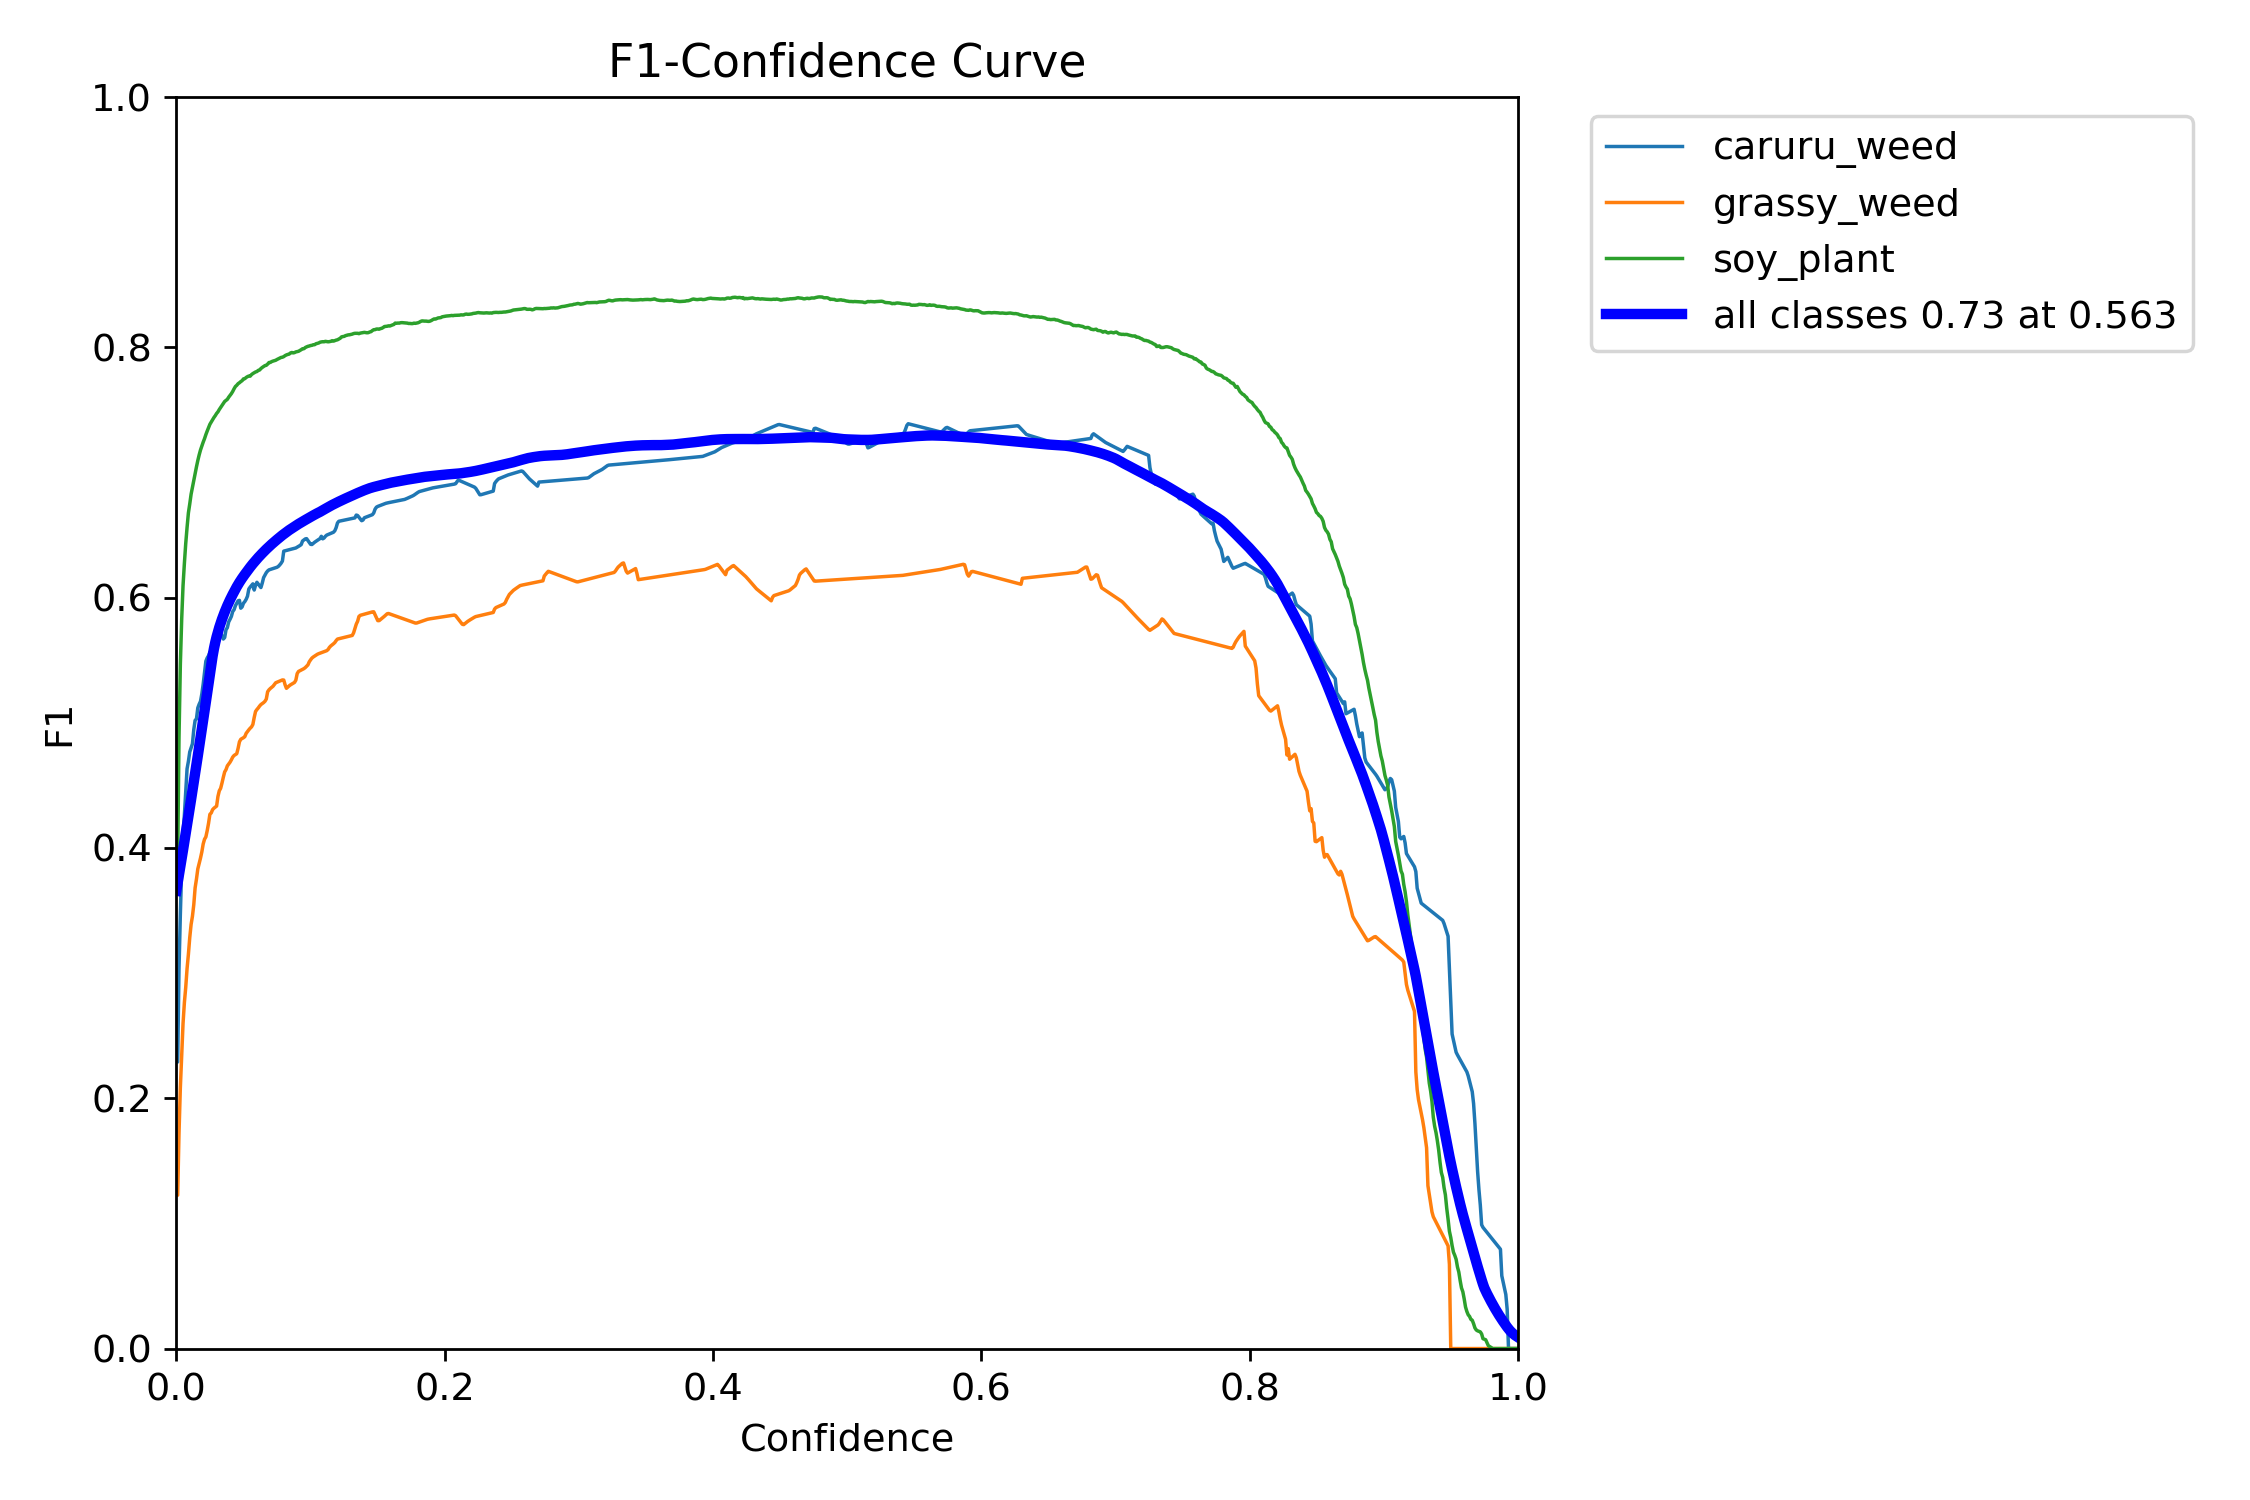 F1-Confidence Curve
1.0
0.8
0.6
0.4
0.2
0.0
F1
0.0 0.2 0.4 0.6 0.8 1.0
Confidence
caruru_weed
grassy_weed
soy_plant
all classes 0.73 at 0.563